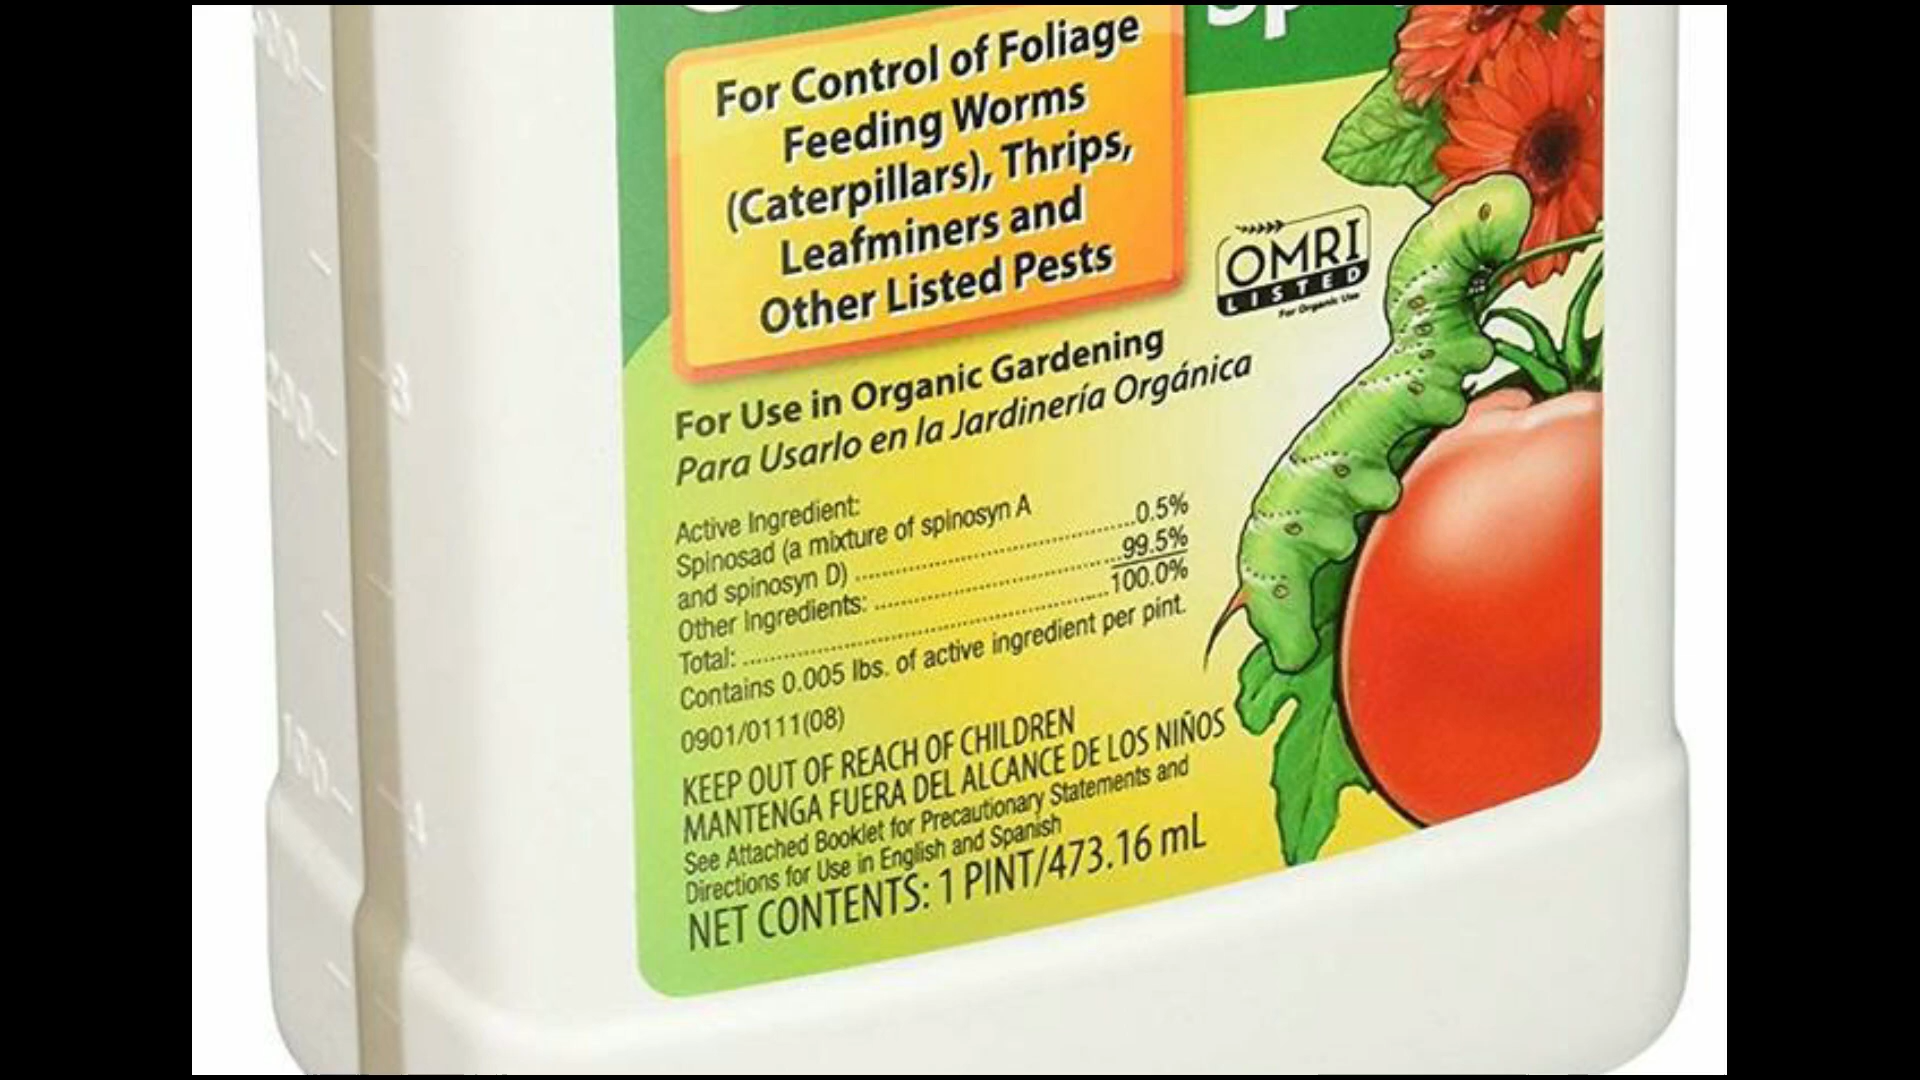 For Control of Foliage
Feeding Worms
(Caterpillars), Thrips,
Leafminers and
Other Listed Pests
OMRI
LISTED
For Organic Use
For Use in Organic Gardening
Para Usarlo en la Jardinería Orgánica
Active Ingredient:
Spinosad (a mixture of spinosyn A
and spinosyn D) ........................................0.5%
Other Ingredients: ....................................99.5%
Total: ......................................................100.0%
Contains 0.005 lbs. of active ingredient per pint.
0901/0111(08)
KEEP OUT OF REACH OF CHILDREN
MANTENGA FUERA DEL ALCANCE DE LOS NIÑOS
See Attached Booklet for Precautionary Statements and
Directions for Use in English and Spanish
NET CONTENTS: 1 PINT/473.16 mL
200
3
100